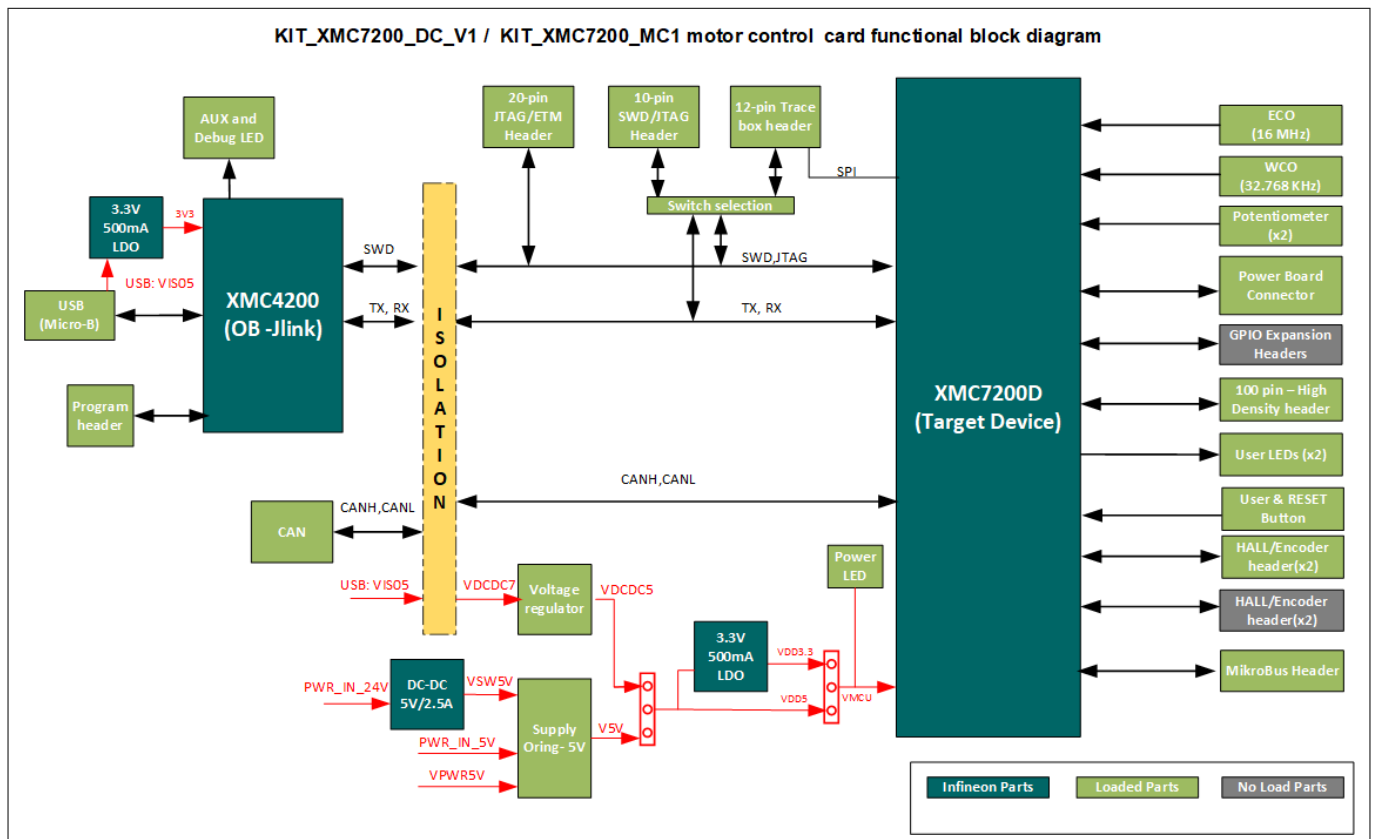 KIT_XMC7200_DC_V1 / KIT_XMC7200_MC1 motor control card functional block diagram
AUX and
Debug LED
20-pin
JTAG/ETM
Header
10-pin
SWD/JTAG
Header
12-pin Trace
box header
SPI
Switch selection
3.3V
500mA
LDO
3V3
USB: VISO5
USB
(Micro-B)
XMC4200
(OB -Jlink)
SWD
TX, RX
Program
header
I
S
O
L
A
T
I
O
N
SWD,JTAG
TX, RX
CANH,CANL
CAN
CANH,CANL
USB: VISO5
VDCDC7
Voltage
regulator
VDCDC5
PWR_IN_24V
DC-DC
5V/2.5A
VSW5V
PWR_IN_5V
VPWR5V
Supply
Oring- 5V
V5V
3.3V
500mA
LDO
VDD3.3
VDD5
Power
LED
VMCU
XMC7200D
(Target Device)
ECO
(16 MHz)
WCO
(32.768 KHz)
Potentiometer
(x2)
Power Board
Connector
GPIO Expansion
Headers
100 pin – High
Density header
User LEDs (x2)
User & RESET
Button
HALL/Encoder
header(x2)
HALL/Encoder
header(x2)
MikroBus Header
Infineon Parts
Loaded Parts
No Load Parts